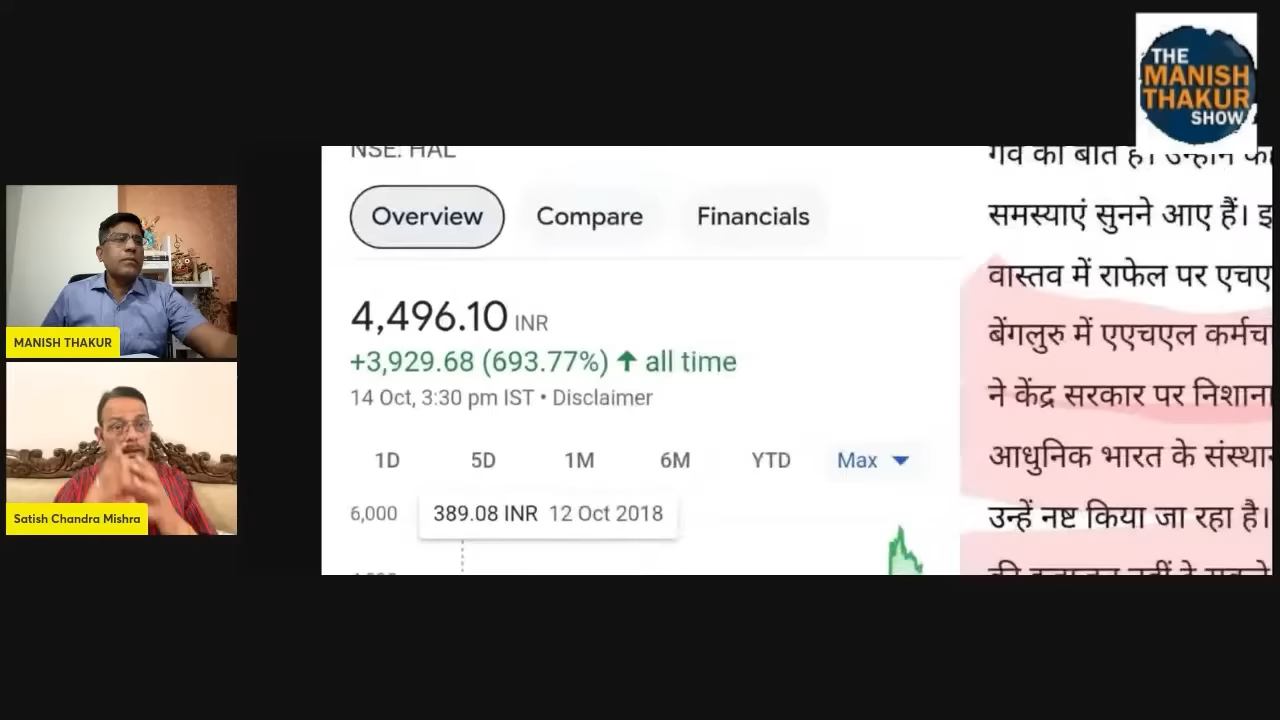 THE
MANISH
THAKUR
SHOW
NSE: HAL
Overview Compare Financials
4,496.10 INR
+3,929.68 (693.77%) ↑ all time
14 Oct, 3:30 pm IST • Disclaimer
1D 5D 1M 6M YTD Max
6,000
389.08 INR 12 Oct 2018
समस्याएं सुनने आए हैं।
वास्तव में राफेल पर
बेंगलुरु में एएचएल
ने केंद्र सरकार पर निशाना
आधुनिक भारत के
उन्हें नष्ट किया जा रहा है।
MANISH THAKUR
Satish Chandra Mishra